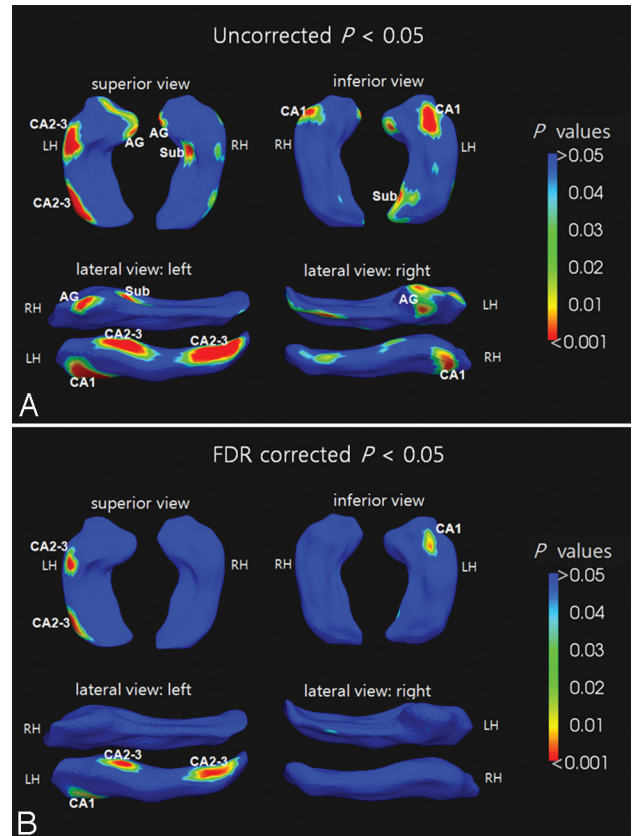 Uncorrected P < 0.05
superior view
inferior view
CA2-3
LH
AG
AG
Sub
RH
CA2-3
CA1
RH
CA1
LH
Sub
P values
>0.05
0.04
0.03
0.02
0.01
<0.001
lateral view: left
lateral view: right
RH
AG
Sub
LH
CA2-3
CA2-3
CA1
AG
LH
RH
CA1
A
FDR corrected P < 0.05
superior view
inferior view
CA2-3
LH
RH
CA2-3
RH
CA1
LH
P values
>0.05
0.04
0.03
0.02
0.01
<0.001
lateral view: left
lateral view: right
RH
LH
CA2-3
CA2-3
CA1
LH
RH
B